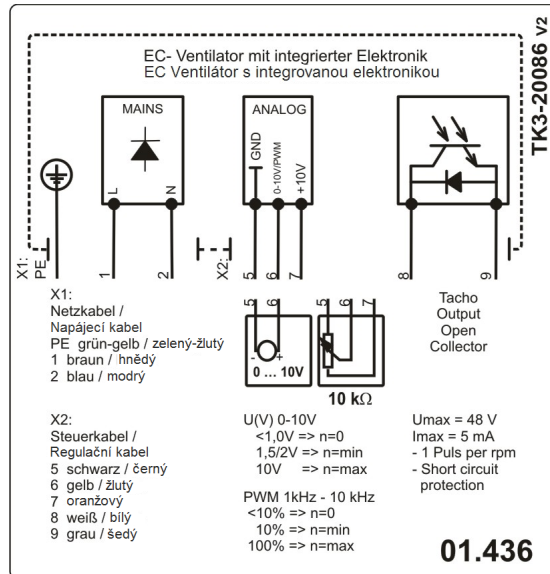 TK3-20086 V2
EC- Ventilator mit integrierter Elektronik
EC Ventilátor s integrovanou elektronikou
MAINS
ANALOG
L
N
GND
0-10V/PWM
+10V
X1:
PE
1
2
X2:
5
6
7
8
9
X1:
Netzkabel /
Napájecí kabel
PE grün-gelb / zelený-žlutý
1 braun / hnědý
2 blau / modrý
5
6
- +
0 ... 10V
5
6
7
10 kΩ
Tacho
Output
Open
Collector
X2:
Steuerkabel /
Regulační kabel
5 schwarz / černý
6 gelb / žlutý
7 oranžový
8 weiß / bílý
9 grau / šedý
U(V) 0-10V
<1,0V => n=0
1,5/2V => n=min
10V => n=max
PWM 1kHz - 10 kHz
<10% => n=0
10% => n=min
100% => n=max
Umax = 48 V
Imax = 5 mA
- 1 Puls per rpm
- Short circuit
protection
01.436